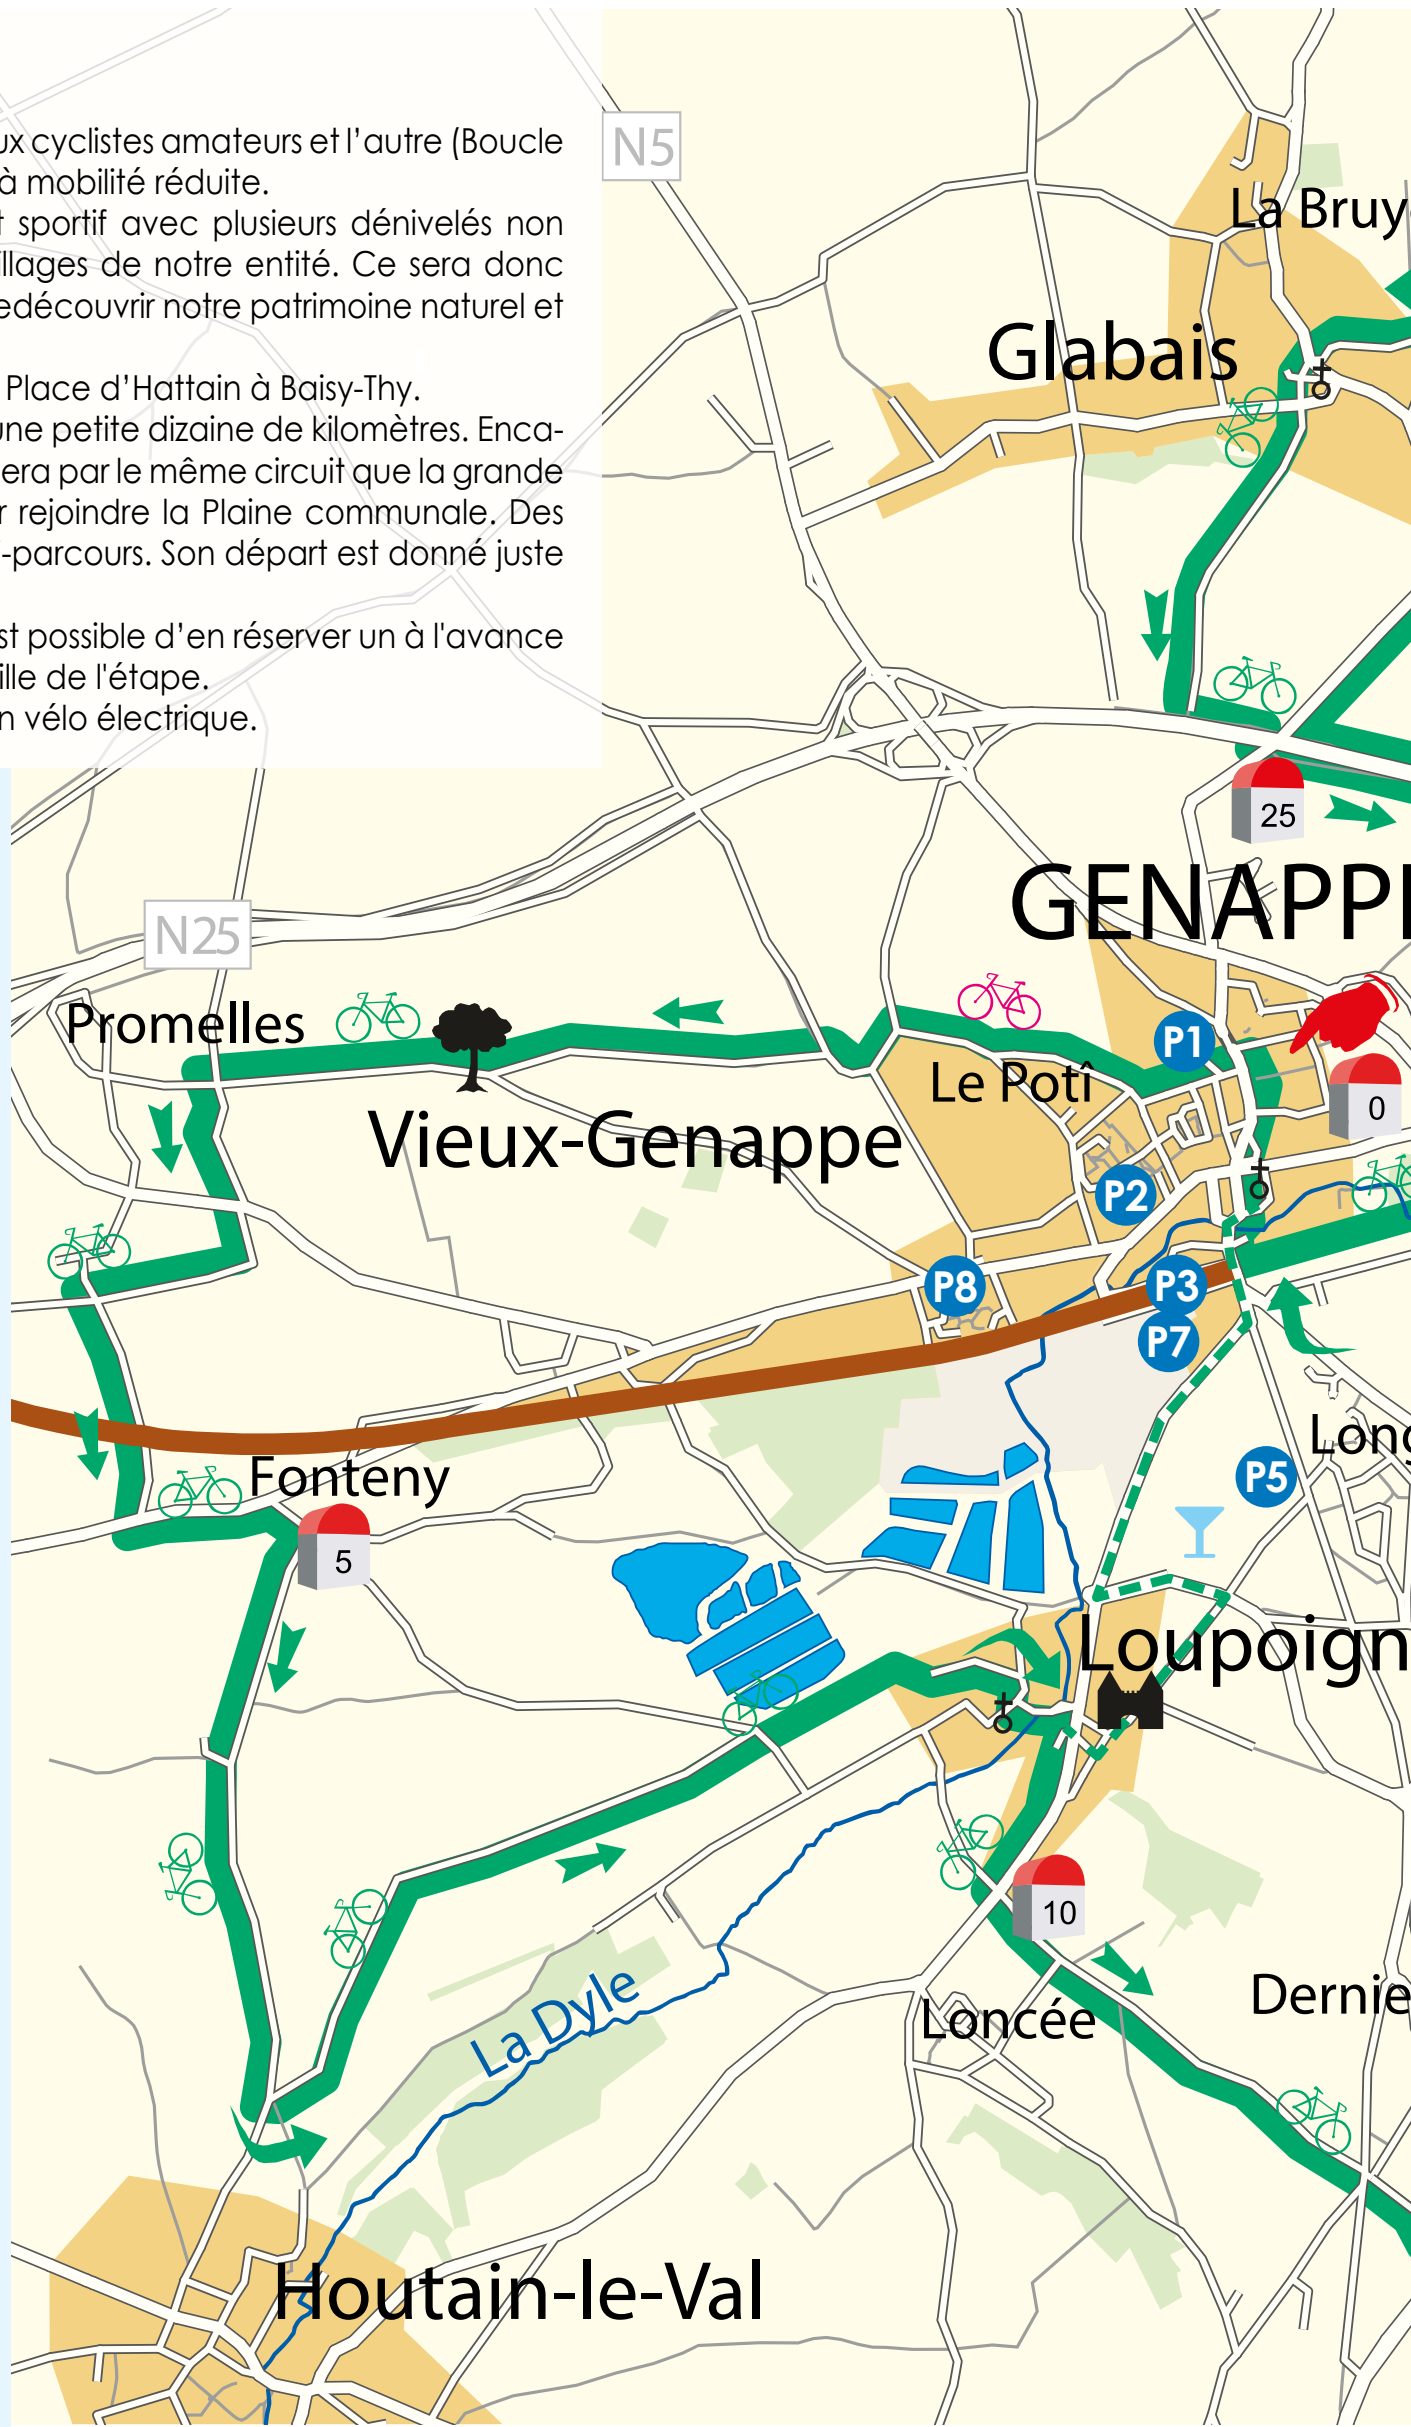 ux cyclistes amateurs et l'autre (Boucle
à mobilité réduite.
t sportif avec plusieurs dénivelés non
illages de notre entité. Ce sera donc
edécouvrir notre patrimoine naturel et
Place d'Hattain à Baisy-Thy.
une petite dizaine de kilomètres. Enca-
era par le même circuit que la grande
r rejoindre la Plaine communale. Des
i-parcours. Son départ est donné juste
st possible d'en réserver un à l'avance
ille de l'étape.
n vélo électrique.
N5
La Bruy
Glabais
25
GENAPP
N25
Promelles
P1
Le Potî
0
Vieux-Genappe
P2
P8
P3
P7
Long
Fonteny
P5
5
Loupoign
10
Dernie
La Dyle
Loncée
Houtain-le-Val